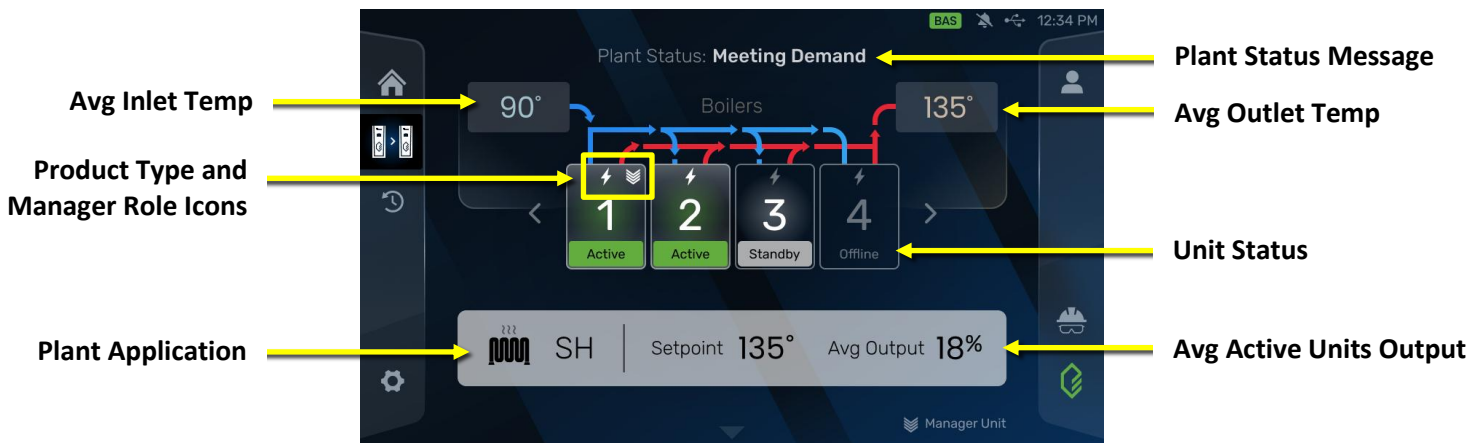 BAS 12:34 PM
Plant Status: Meeting Demand
Plant Status Message
Avg Inlet Temp
90°
Boilers
135°
Avg Outlet Temp
Product Type and
Manager Role Icons
1
2
3
4
Active
Active
Standby
Offline
Unit Status
Plant Application
SH
Setpoint 135°
Avg Output 18%
Avg Active Units Output
Manager Unit